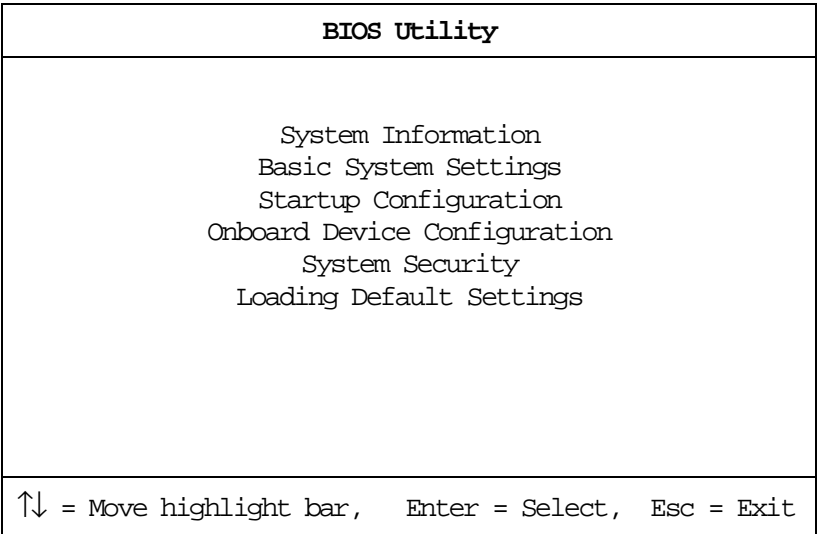 BIOS Utility
System Information
Basic System Settings
Startup Configuration
Onboard Device Configuration
System Security
Loading Default Settings
↑↓ = Move highlight bar, Enter = Select, Esc = Exit